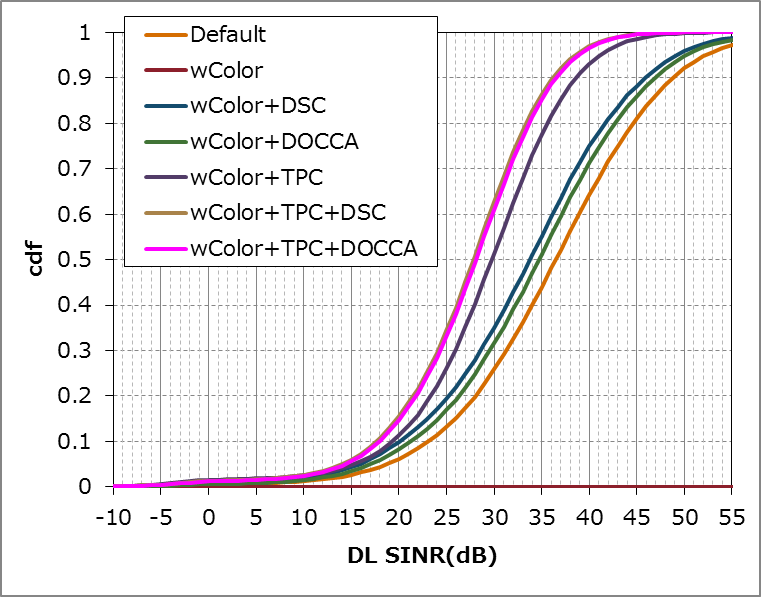 Default
wColor
wColor+DSC
wColor+DOCCA
wColor+TPC
wColor+TPC+DSC
wColor+TPC+DOCCA
1
0.9
0.8
0.7
0.6
0.5
0.4
0.3
0.2
0.1
0
cdf
-10 -5 0 5 10 15 20 25 30 35 40 45 50 55
DL SINR(dB)